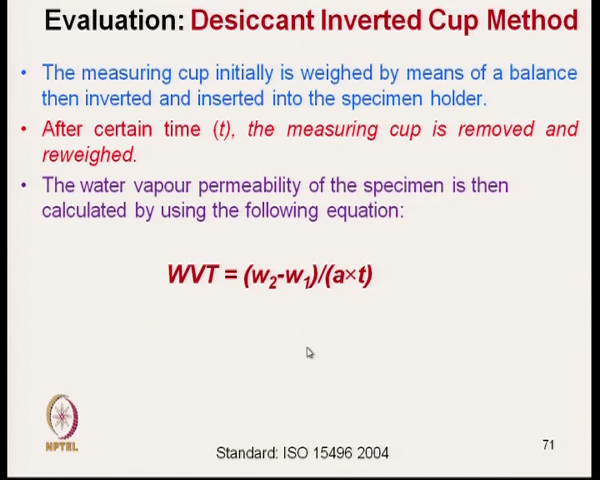 Evaluation: Desiccant Inverted Cup Method
• The measuring cup initially is weighed by means of a balance
then inverted and inserted into the specimen holder.
• After certain time (t), the measuring cup is removed and
reweighed.
• The water vapour permeability of the specimen is then
calculated by using the following equation:
WVT = (w₂-w₁)/(a×t)
NPTEL
Standard: ISO 15496 2004
71